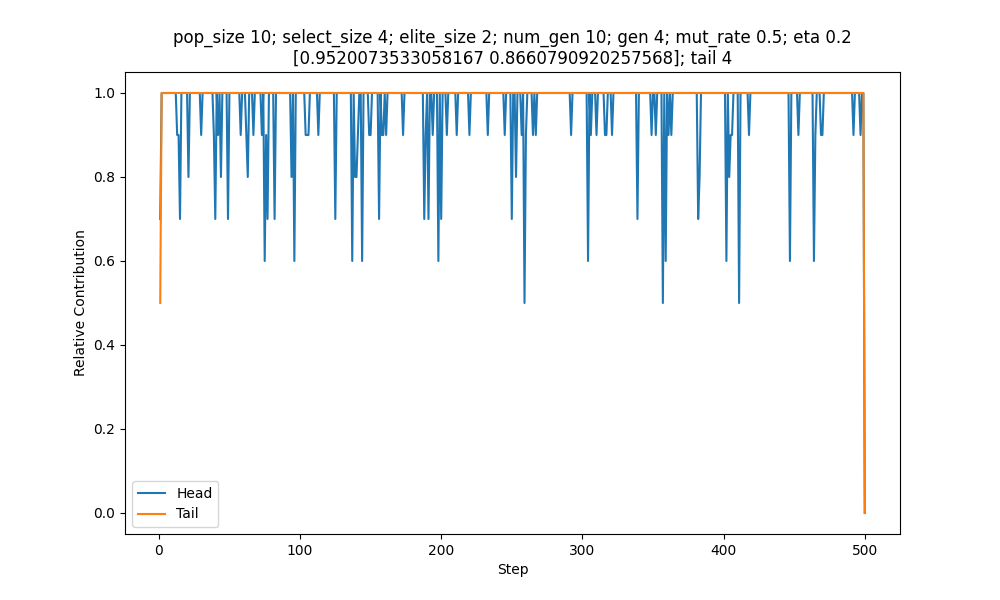 pop_size 10; select_size 4; elite_size 2; num_gen 10; gen 4; mut_rate 0.5; eta 0.2
[0.9520073533058167 0.8660790920257568]; tail 4
1.0
0.8
0.6
0.4
0.2
0.0
Relative Contribution
Head
Tail
0
100
200
300
400
500
Step